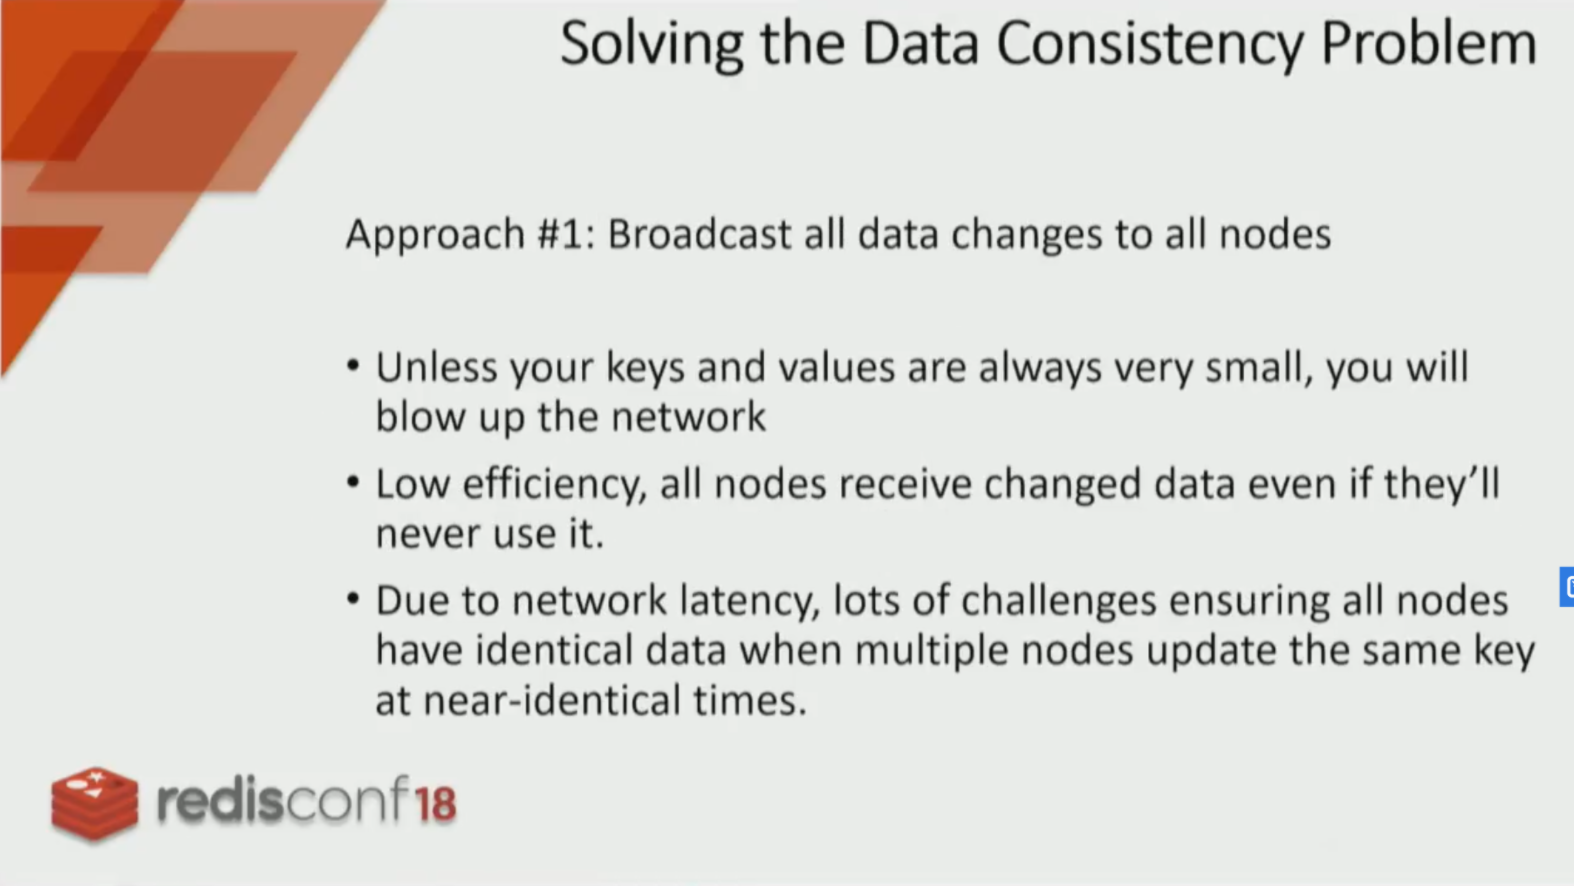 Solving the Data Consistency Problem
Approach #1: Broadcast all data changes to all nodes
• Unless your keys and values are always very small, you will
blow up the network
• Low efficiency, all nodes receive changed data even if they’ll
never use it.
• Due to network latency, lots of challenges ensuring all nodes
have identical data when multiple nodes update the same key
at near-identical times.
redisconf18